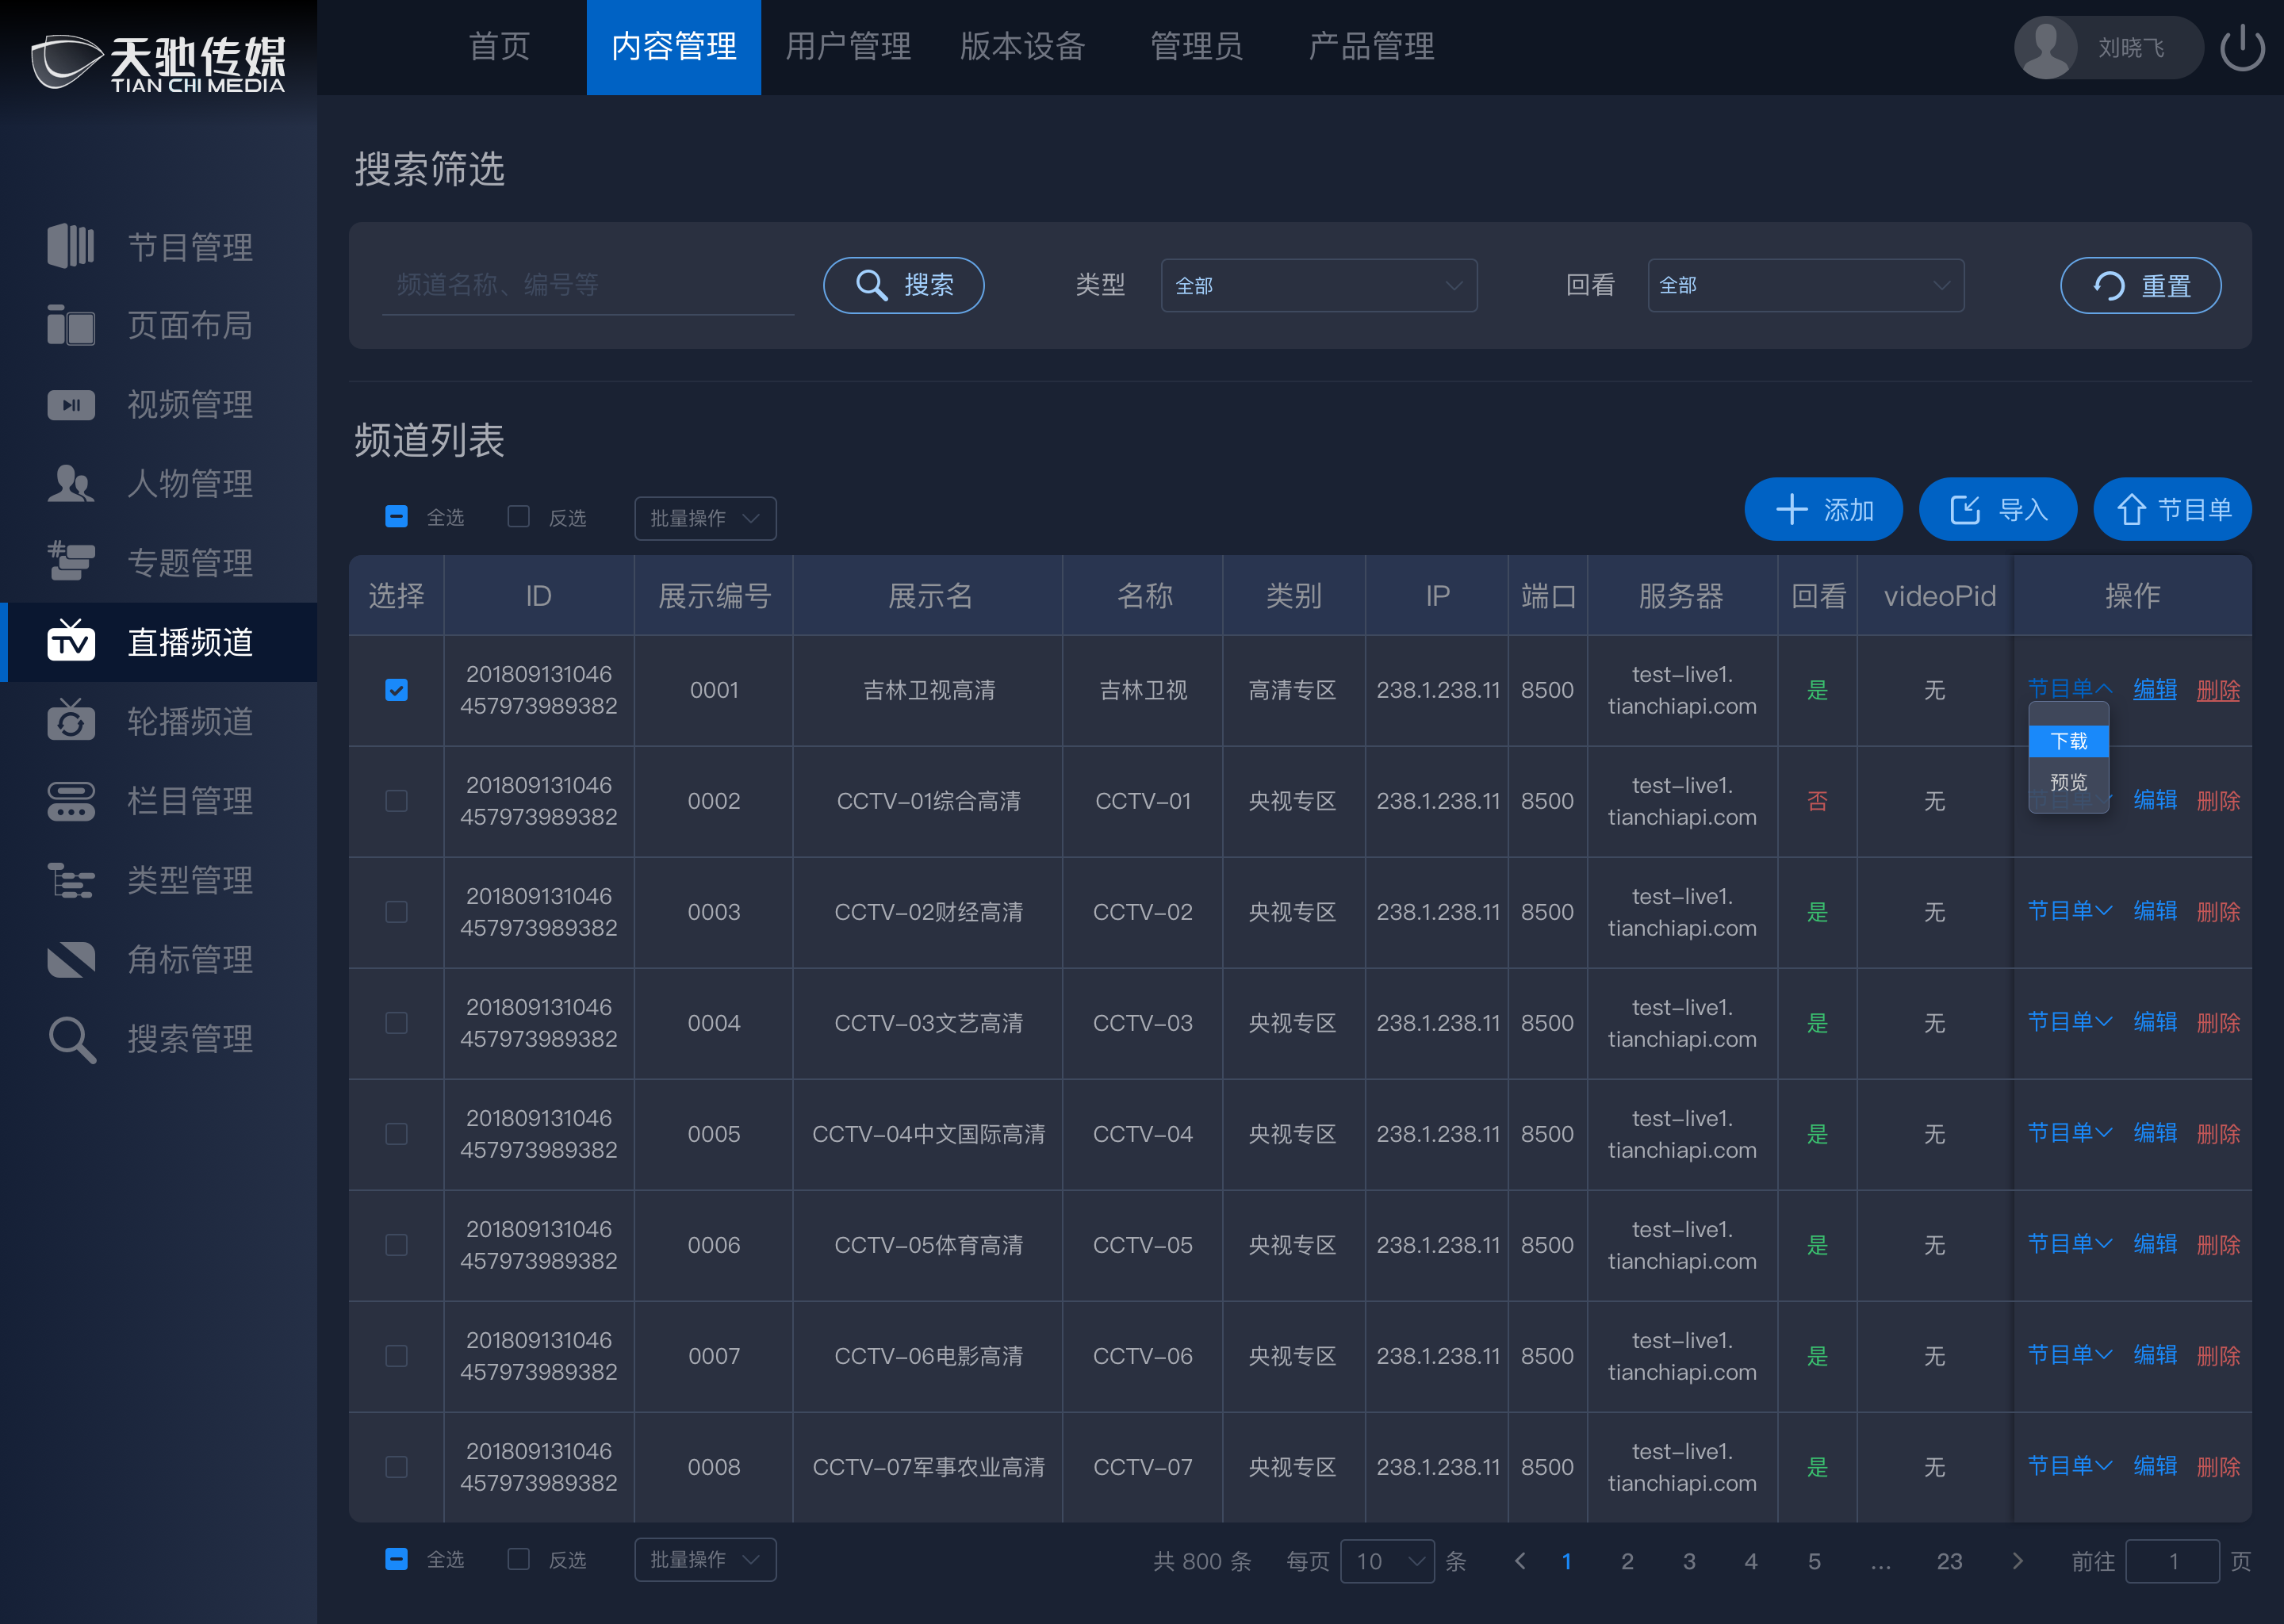 天驰传媒
TIAN CHI MEDIA
首页 内容管理 用户管理 版本设备 管理员 产品管理
刘晓飞
节目管理
页面布局
视频管理
人物管理
专题管理
直播频道
轮播频道
栏目管理
类型管理
角标管理
搜索管理
搜索筛选
频道名称、编号等 搜索 类型 全部 回看 全部 重置
频道列表
全选 反选 批量操作 添加 导入 节目单
选择 ID 展示编号 展示名 名称 类别 IP 端口 服务器 回看 videoPid 操作
201809131046
457973989382 0001 吉林卫视高清 吉林卫视 高清专区 238.1.238.11 8500 test-live1.
tianchiapi.com 是 无 节目单 编辑 删除
下载
预览
201809131046
457973989382 0002 CCTV-01综合高清 CCTV-01 央视专区 238.1.238.11 8500 test-live1.
tianchiapi.com 否 无 节目单 编辑 删除
201809131046
457973989382 0003 CCTV-02财经高清 CCTV-02 央视专区 238.1.238.11 8500 test-live1.
tianchiapi.com 是 无 节目单 编辑 删除
201809131046
457973989382 0004 CCTV-03文艺高清 CCTV-03 央视专区 238.1.238.11 8500 test-live1.
tianchiapi.com 是 无 节目单 编辑 删除
201809131046
457973989382 0005 CCTV-04中文国际高清 CCTV-04 央视专区 238.1.238.11 8500 test-live1.
tianchiapi.com 是 无 节目单 编辑 删除
201809131046
457973989382 0006 CCTV-05体育高清 CCTV-05 央视专区 238.1.238.11 8500 test-live1.
tianchiapi.com 是 无 节目单 编辑 删除
201809131046
457973989382 0007 CCTV-06电影高清 CCTV-06 央视专区 238.1.238.11 8500 test-live1.
tianchiapi.com 是 无 节目单 编辑 删除
201809131046
457973989382 0008 CCTV-07军事农业高清 CCTV-07 央视专区 238.1.238.11 8500 test-live1.
tianchiapi.com 是 无 节目单 编辑 删除
全选 反选 批量操作 共 800 条 每页 10 条 1 2 3 4 5 … 23 前往 1 页